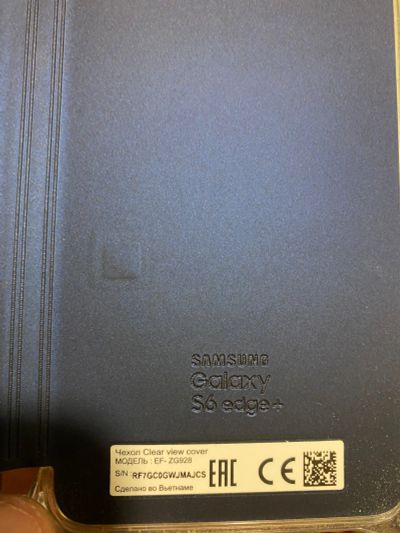 SAMSUNG
Galaxy
S6 edge+
Чехол Clear view cover
МОДЕЛЬ : EF- ZG928
S/N: RF7GC0GWJMAJCS
Сделано во Вьетнаме
EAC CE